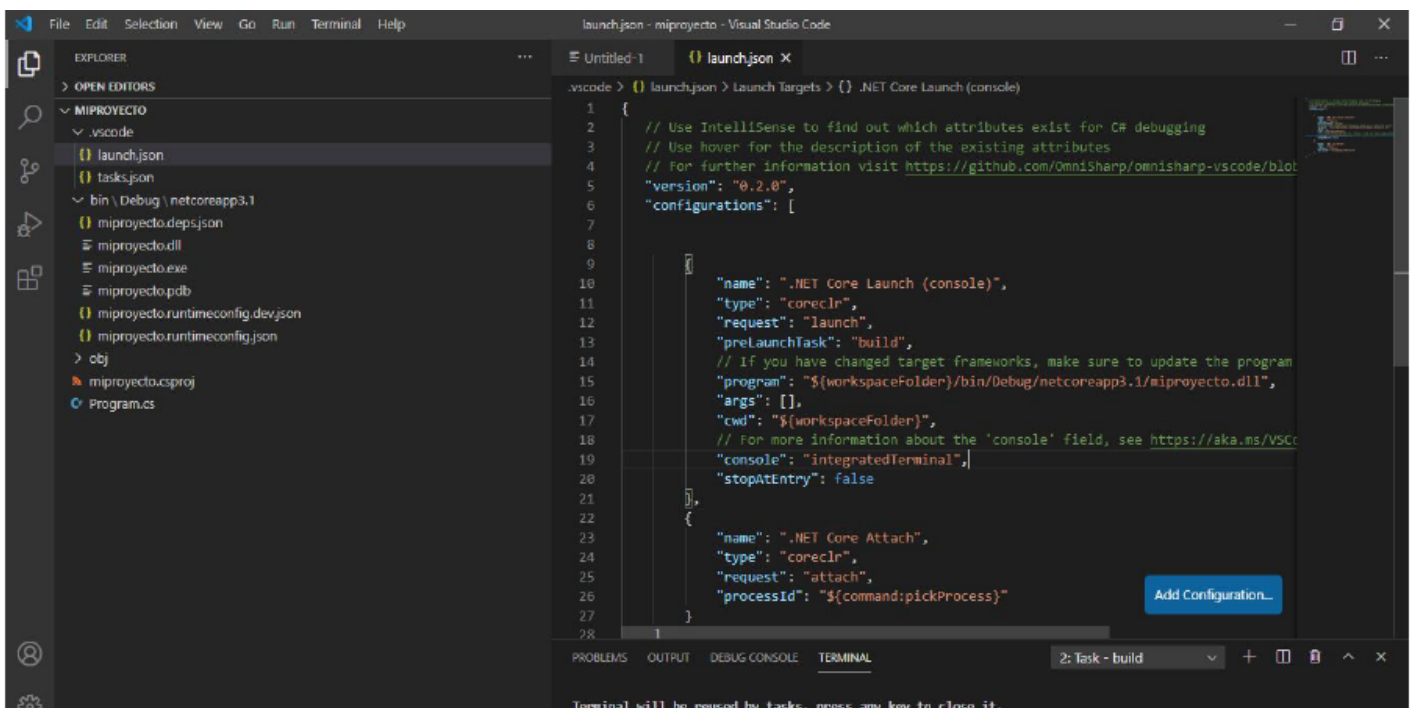 File Edit Selection View Go Run Terminal Help
launch.json - miproyecto - Visual Studio Code
EXPLORER
OPEN EDITORS
MIPROYECTO
.vscode
{} launch.json
{} tasks.json
bin \ Debug \ netcoreapp3.1
{} miproyecto.deps.json
miproyecto.dll
miproyecto.exe
miproyecto.pdb
{} miproyecto.runtimeconfig.dev.json
{} miproyecto.runtimeconfig.json
> obj
miproyecto.csproj
Program.cs
Untitled-1 {} launch.json ×
.vscode > {} launch.json > Launch Targets > {} .NET Core Launch (console)
1 {
2 // Use IntelliSense to find out which attributes exist for C# debugging
3 // Use hover for the description of the existing attributes
4 // For further information visit https://github.com/OmniSharp/omnisharp-vscode/blob
5 "version": "0.2.0",
6 "configurations": [
7
8
9 {
10 "name": ".NET Core Launch (console)",
11 "type": "coreclr",
12 "request": "launch",
13 "preLaunchTask": "build",
14 // If you have changed target frameworks, make sure to update the program
15 "program": "${workspaceFolder}/bin/Debug/netcoreapp3.1/miproyecto.dll",
16 "args": [],
17 "cwd": "${workspaceFolder}",
18 // For more information about the 'console' field, see https://aka.ms/VSCo
19 "console": "integratedTerminal",
20 "stopAtEntry": false
21 },
22 {
23 "name": ".NET Core Attach",
24 "type": "coreclr",
25 "request": "attach",
26 "processId": "${command:pickProcess}"
27 }
28 ]
Add Configuration...
PROBLEMS OUTPUT DEBUG CONSOLE TERMINAL 2: Task - build
Terminal will be reused by tasks, press any key to close it.